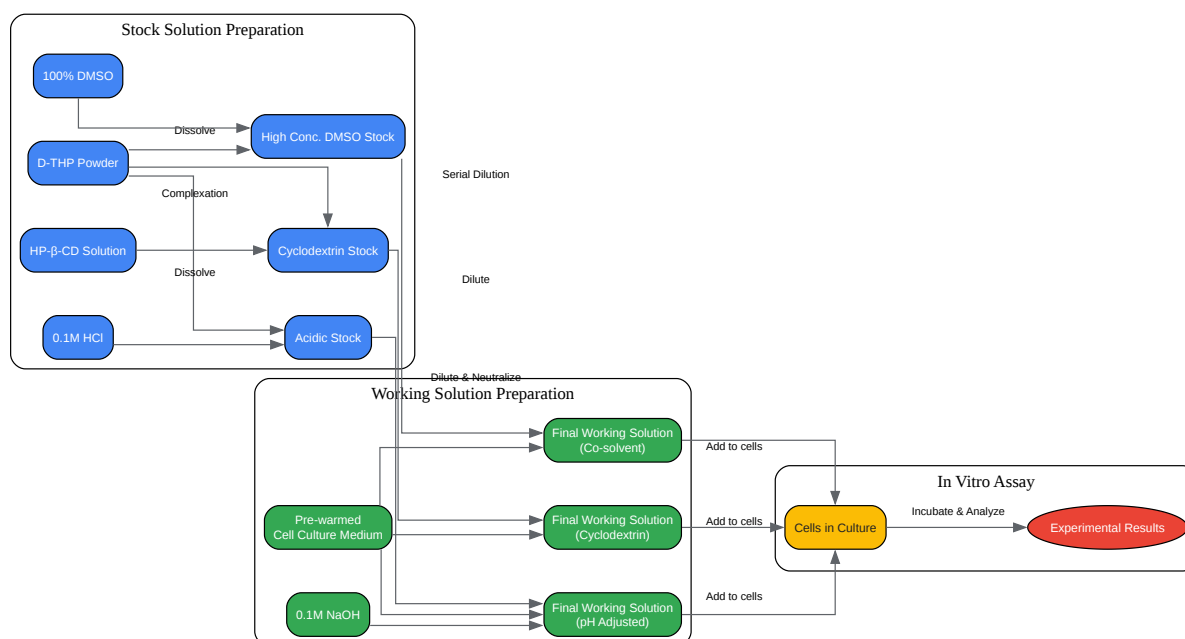 Stock Solution Preparation
100% DMSO
Dissolve
High Conc. DMSO Stock
D-THP Powder
Serial Dilution
Complexation
HP-β-CD Solution
Cyclodextrin Stock
Dissolve
Dilute
0.1M HCl
Acidic Stock
Dilute & Neutralize
Working Solution Preparation
Final Working Solution
(Co-solvent)
Add to cells
In Vitro Assay
Pre-warmed
Cell Culture Medium
Final Working Solution
(Cyclodextrin)
Add to cells
Cells in Culture
Incubate & Analyze
Experimental Results
0.1M NaOH
Final Working Solution
(pH Adjusted)
Add to cells